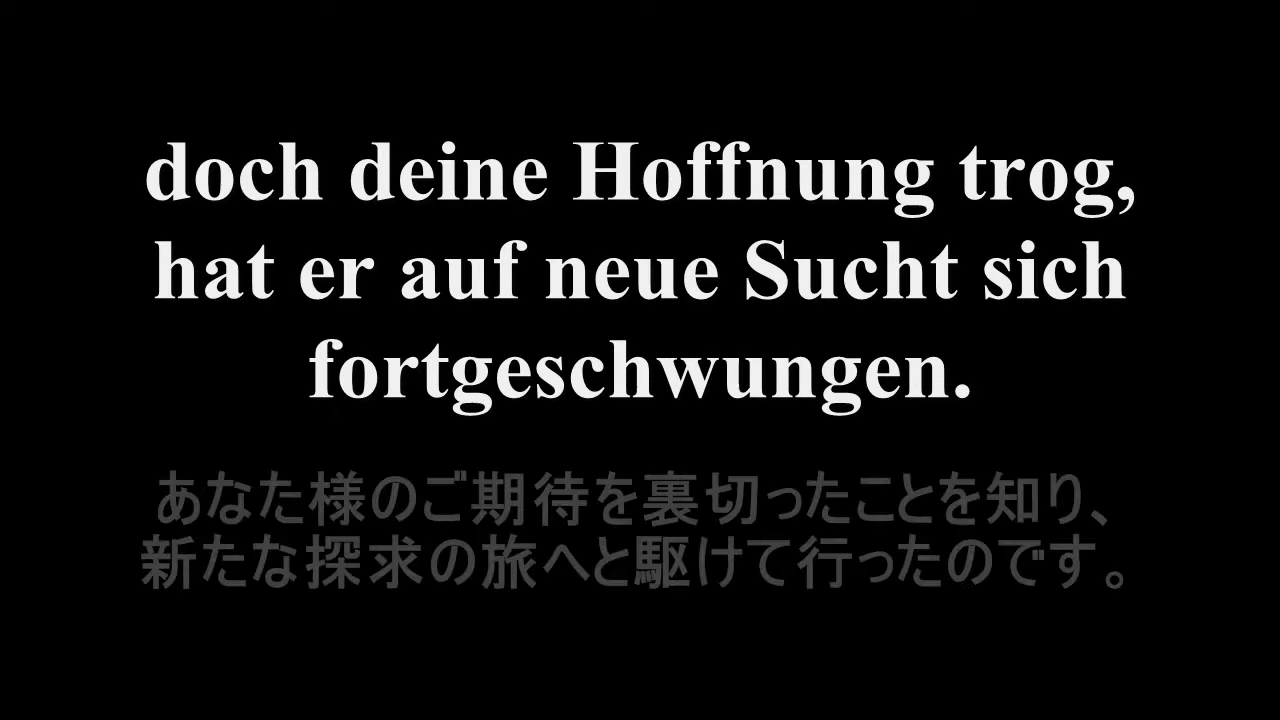 doch deine Hoffnung trog,
hat er auf neue Sucht sich
fortgeschwungen.
あなた様のご期待を裏切ったことを知り、
新たな探求の旅へと駆けて行ったのです。